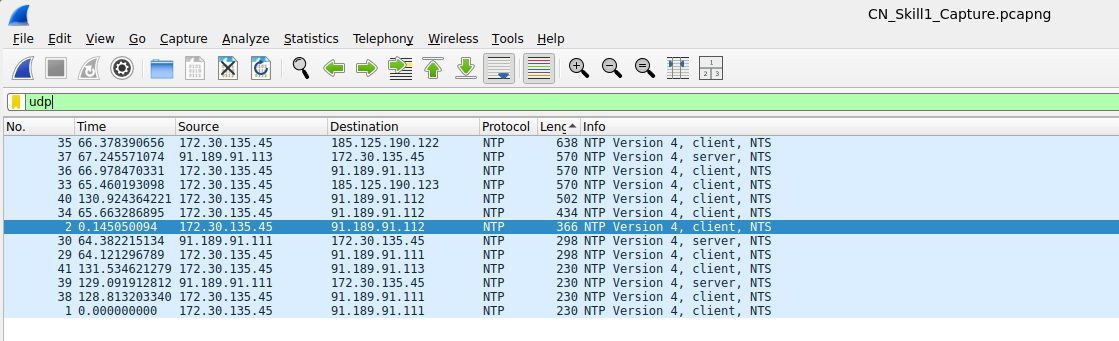 CN_Skill1_Capture.pcapng
File Edit View Go Capture Analyze Statistics Telephony Wireless Tools Help
udp
No. Time Source Destination Protocol Leng Info
35 66.378390656 172.30.135.45 185.125.190.122 NTP 638 NTP Version 4, client, NTS
37 67.245571074 91.189.91.113 172.30.135.45 NTP 570 NTP Version 4, server, NTS
36 66.978470331 172.30.135.45 91.189.91.113 NTP 570 NTP Version 4, client, NTS
33 65.460193098 172.30.135.45 185.125.190.123 NTP 570 NTP Version 4, client, NTS
40 130.924364221 172.30.135.45 91.189.91.112 NTP 502 NTP Version 4, client, NTS
34 65.663286895 172.30.135.45 91.189.91.112 NTP 434 NTP Version 4, client, NTS
2 0.145050094 172.30.135.45 91.189.91.112 NTP 366 NTP Version 4, client, NTS
30 64.382215134 91.189.91.111 172.30.135.45 NTP 298 NTP Version 4, server, NTS
29 64.121296789 172.30.135.45 91.189.91.111 NTP 298 NTP Version 4, client, NTS
41 131.534621279 172.30.135.45 91.189.91.113 NTP 230 NTP Version 4, client, NTS
39 129.091912812 91.189.91.111 172.30.135.45 NTP 230 NTP Version 4, server, NTS
38 128.813203340 172.30.135.45 91.189.91.111 NTP 230 NTP Version 4, client, NTS
1 0.000000000 172.30.135.45 91.189.91.111 NTP 230 NTP Version 4, client, NTS